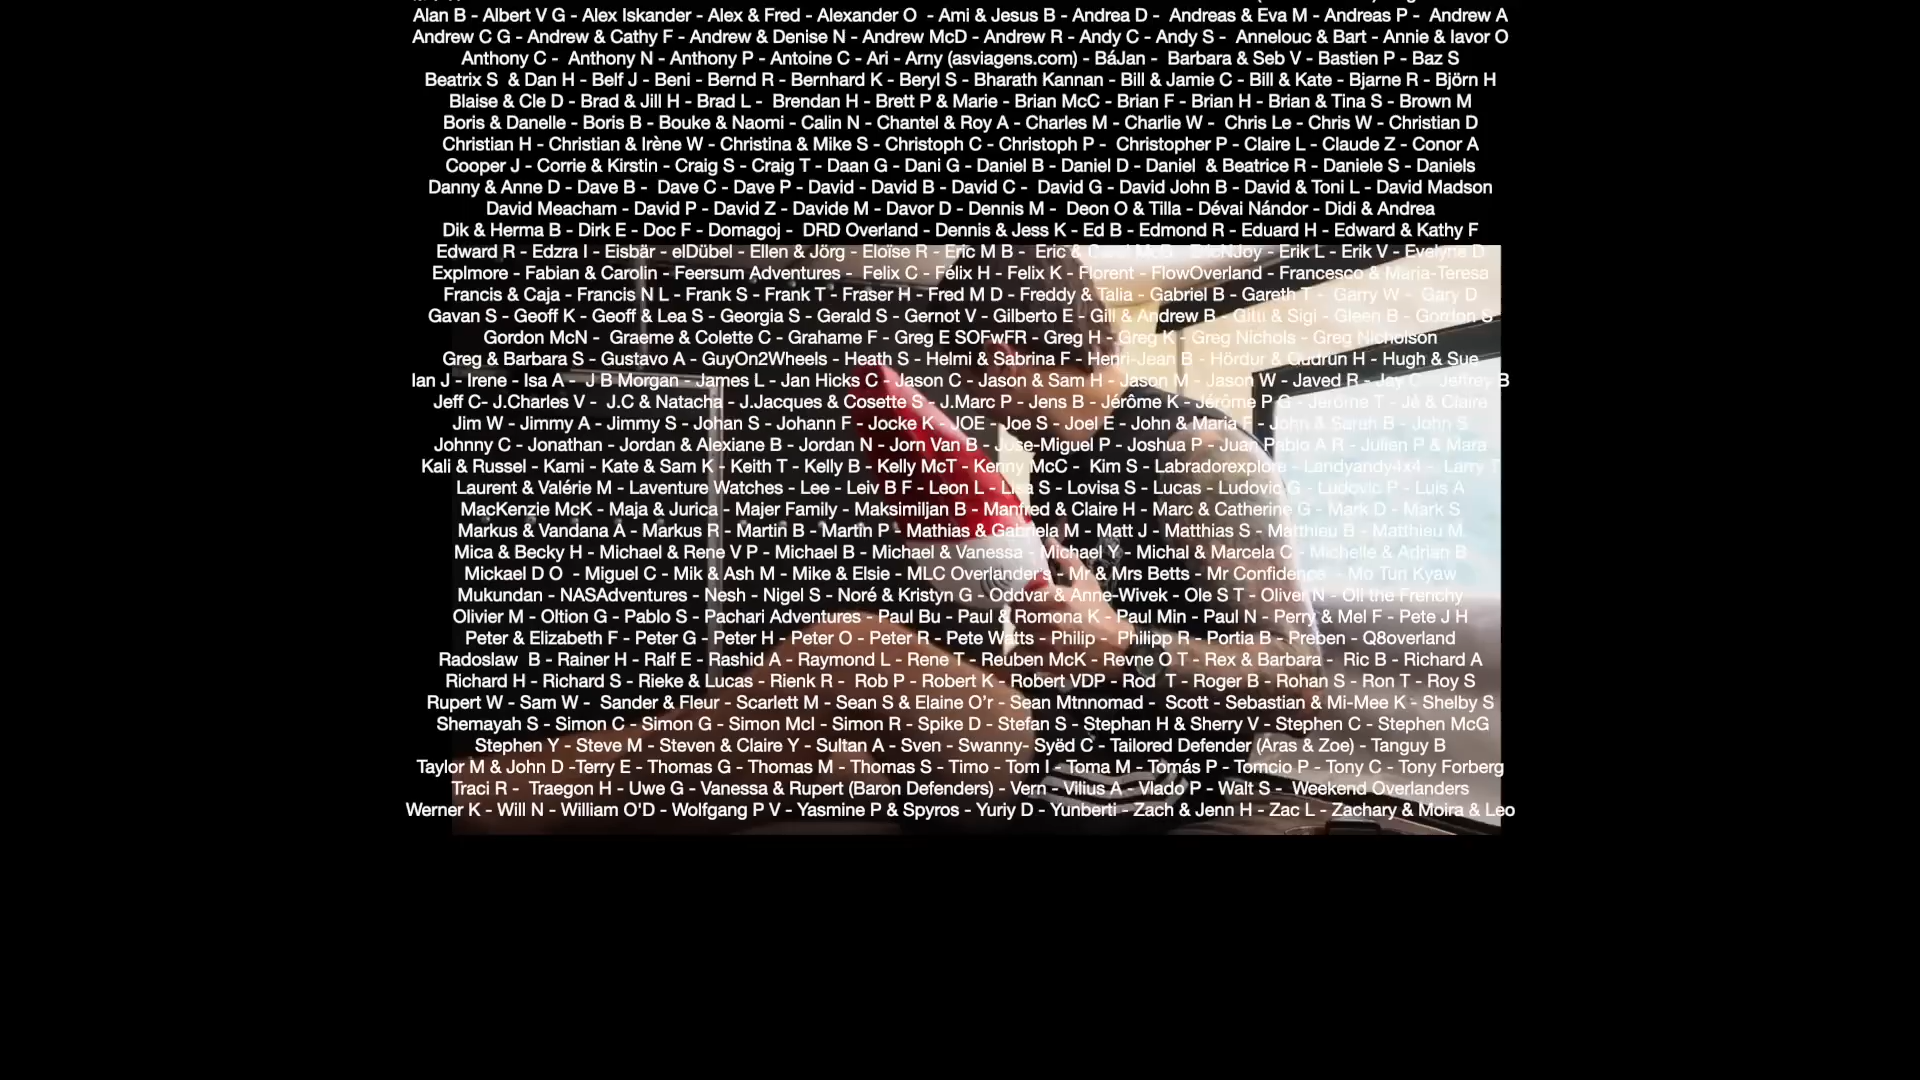 Alan B - Albert V G - Alex Iskander - Alex & Fred - Alexander O - Ami & Jesus B - Andrea D - Andreas & Eva M - Andreas P - Andrew A
Andrew C G - Andrew & Cathy F - Andrew & Denise N - Andrew McD - Andrew R - Andy C - Andy S - Annelouc & Bart - Annie & Iavor O
Anthony C - Anthony N - Anthony P - Antoine C - Ari - Arny (asviagens.com) - BáJan - Barbara & Seb V - Bastien P - Baz S
Beatrix S & Dan H - Belf J - Beni - Bernd R - Bernhard K - Beryl S - Bharath Kannan - Bill & Jamie C - Bill & Kate - Bjarne R - Björn H
Blaise & Cle D - Brad & Jill H - Brad L - Brendan H - Brett P & Marie - Brian McC - Brian F - Brian H - Brian & Tina S - Brown M
Boris & Danelle - Boris B - Bouke & Naomi - Calin N - Chantel & Roy A - Charles M - Charlie W - Chris Le - Chris W - Christian D
Christian H - Christian & Irène W - Christina & Mike S - Christoph C - Christoph P - Christopher P - Claire L - Claude Z - Conor A
Cooper J - Corrie & Kirstin - Craig S - Craig T - Daan G - Dani G - Daniel B - Daniel D - Daniel & Beatrice R - Daniele S - Daniels
Danny & Anne D - Dave B - Dave C - Dave P - David - David B - David C - David G - David John B - David & Toni L - David Madson
David Meacham - David P - David Z - Davide M - Davor D - Dennis M - Deon O & Tilla - Dévai Nándor - Didi & Andrea
Dik & Herma B - Dirk E - Doc F - Domagoj - DRD Overland - Dennis & Jess K - Ed B - Edmond R - Eduard H - Edward & Kathy F
Edward R - Edzra I - Eisbär - elDübel - Ellen & Jörg - Eloïse R - Eric M B - Eric & Carol McG - EricNJoy - Erik L - Erik V - Evelyne D
Explmore - Fabian & Carolin - Feersum Adventures - Felix C - Félix H - Felix K - Florent - FlowOverland - Francesco & Maria-Teresa
Francis & Caja - Francis N L - Frank S - Frank T - Fraser H - Fred M D - Freddy & Talia - Gabriel B - Gareth T - Garry W - Gary D
Gavan S - Geoff K - Geoff & Lea S - Georgia S - Gerald S - Gernot V - Gilberto E - Gill & Andrew B - Gitti & Sigi - Gleen B - Gordon S
Gordon McN - Graeme & Colette C - Grahame F - Greg E SOFwFR - Greg H - Greg K - Greg Nichols - Greg Nicholson
Greg & Barbara S - Gustavo A - GuyOn2Wheels - Heath S - Helmi & Sabrina F - Henri-Jean B - Hördur & Gudrun H - Hugh & Sue
Ian J - Irene - Isa A - J B Morgan - James L - Jan Hicks C - Jason C - Jason & Sam H - Jason M - Jason W - Javed R - Jay C - Jeffrey B
Jeff C- J.Charles V - J.C & Natacha - J.Jacques & Cosette S - J.Marc P - Jens B - Jérôme K - Jérôme P G - Jerome T - Jè & Claire
Jim W - Jimmy A - Jimmy S - Johan S - Johann F - Jocke K - JOE - Joe S - Joel E - John & Maria F - John & Sarah B - John S
Johnny C - Jonathan - Jordan & Alexiane B - Jordan N - Jorn Van B - Jose-Miguel P - Joshua P - Juan Pablo A R - Julien P & Mara
Kali & Russel - Kami - Kate & Sam K - Keith T - Kelly B - Kelly McT - Kenny McC - Kim S - Labradorexplore - Landyandy4x4 - Larry T
Laurent & Valérie M - Laventure Watches - Lee - Leiv B F - Leon L - Lisa S - Lovisa S - Lucas - Ludovic G - Ludovic P - Luis A
MacKenzie McK - Maja & Jurica - Majer Family - Maksimiljan B - Manfred & Claire H - Marc & Catherine G - Mark D - Mark S
Markus & Vandana A - Markus R - Martin B - Martin P - Mathias & Gabriela M - Matt J - Matthias S - Matthieu B - Matthieu M
Mica & Becky H - Michael & Rene V P - Michael B - Michael & Vanessa - Michael Y - Michal & Marcela C - Michelle & Adrian B
Mickael D O - Miguel C - Mik & Ash M - Mike & Elsie - MLC Overlander's - Mr & Mrs Betts - Mr Confidence - Mo Tun Kyaw
Mukundan - NASAdventures - Nesh - Nigel S - Noré & Kristyn G - Oddvar & Anne-Wivek - Ole S T - Oliver N - Oli the Frenchy
Olivier M - Oltion G - Pablo S - Pachari Adventures - Paul Bu - Paul & Romona K - Paul Min - Paul N - Perry & Mel F - Pete J H
Peter & Elizabeth F - Peter G - Peter H - Peter O - Peter R - Pete Watts - Philip - Philipp R - Portia B - Preben - Q8overland
Radoslaw B - Rainer H - Ralf E - Rashid A - Raymond L - Rene T - Reuben McK - Revne O T - Rex & Barbara - Ric B - Richard A
Richard H - Richard S - Rieke & Lucas - Rienk R - Rob P - Robert K - Robert VDP - Rod T - Roger B - Rohan S - Ron T - Roy S
Rupert W - Sam W - Sander & Fleur - Scarlett M - Sean S & Elaine O’r - Sean Mtnnomad - Scott - Sebastian & Mi-Mee K - Shelby S
Shemayah S - Simon C - Simon G - Simon McI - Simon R - Spike D - Stefan S - Stephan H & Sherry V - Stephen C - Stephen McG
Stephen Y - Steve M - Steven & Claire Y - Sultan A - Sven - Swanny- Syëd C - Tailored Defender (Aras & Zoe) - Tanguy B
Taylor M & John D -Terry E - Thomas G - Thomas M - Thomas S - Timo - Tom I - Toma M - Tomás P - Tomcio P - Tony C - Tony Forberg
Traci R - Traegon H - Uwe G - Vanessa & Rupert (Baron Defenders) - Vern - Vilius A - Vlado P - Walt S - Weekend Overlanders
Werner K - Will N - William O'D - Wolfgang P V - Yasmine P & Spyros - Yuriy D - Yunberti - Zach & Jenn H - Zac L - Zachary & Moira & Leo